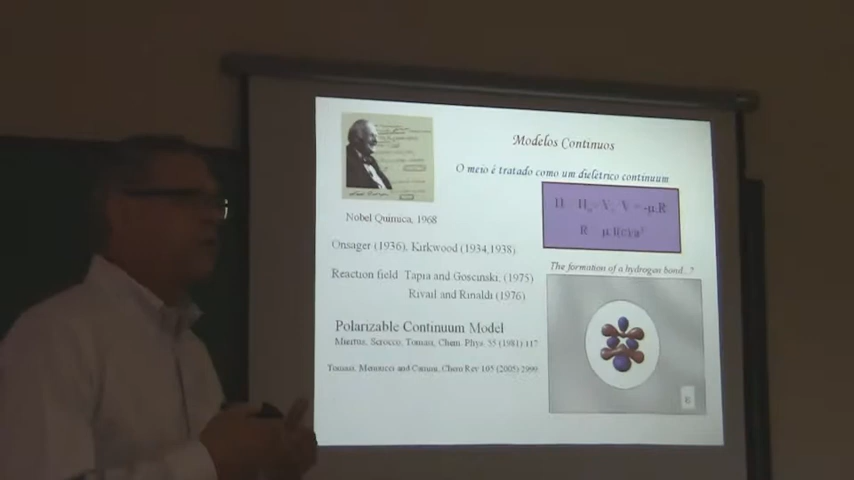 Modelos Contínuos
O meio é tratado como um dielétrico continuum
Nobel Química, 1968
V = -μ.R
Onsager (1936), Kirkwood (1934,1938)
The formation of a hydrogen bond...?
Reaction field Tapia and Goscinski, (1975)
Rivail and Rinaldi (1976)
Polarizable Continuum Model
Miertus, Scrocco, Tomasi, Chem. Phys. 55 (1981) 117
Tomasi, Mennucci and Cammi, Chem Rev 105 (2005) 2999